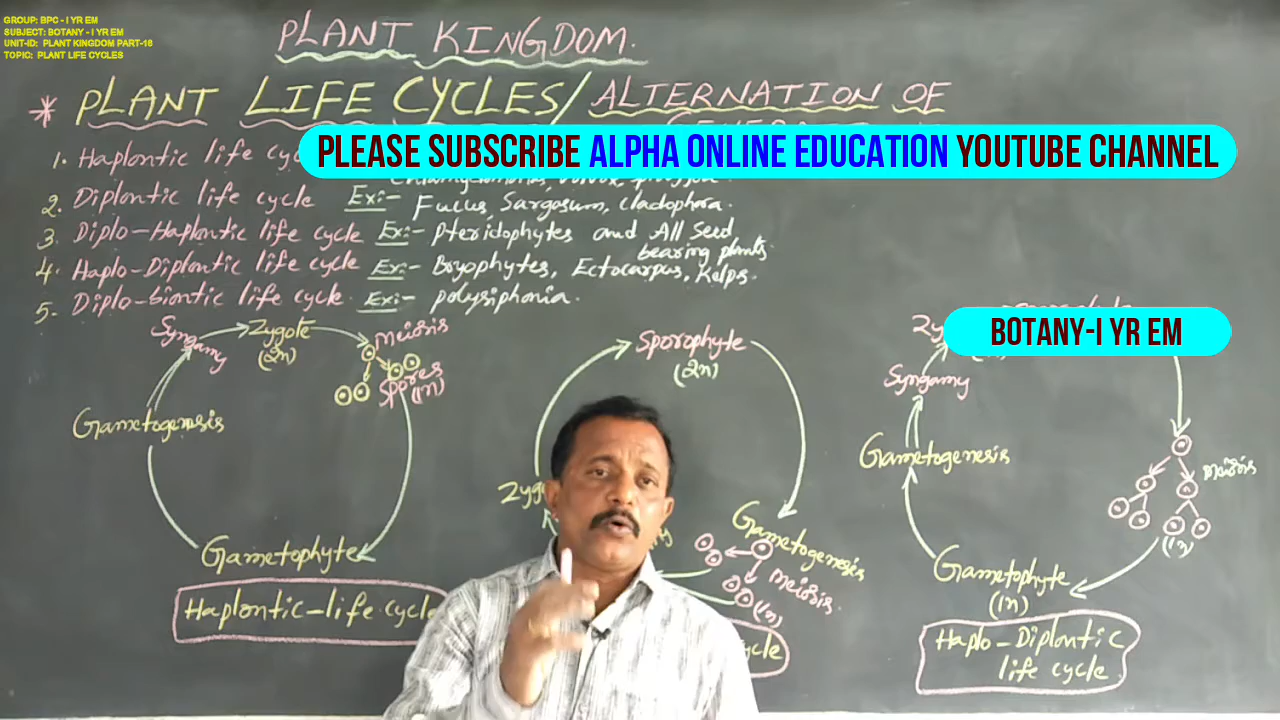 GROUP: BPC - I YR EM
SUBJECT: BOTANY - I YR EM
UNIT-ID: PLANT KINGDOM PART-16
TOPIC: PLANT LIFE CYCLES
PLANT KINGDOM.
* PLANT LIFE CYCLES/ ALTERNATION OF
PLEASE SUBSCRIBE ALPHA ONLINE EDUCATION YOUTUBE CHANNEL
1. Haplontic life
2. Diplontic life cycle Ex:- Fucus, Sargasum, cladophora.
3. Diplo-Haplontic life cycle Ex:- Pteridophytes and All Seed
bearing plants.
4. Haplo-Diplontic life cycle Ex:- Bryophytes, Ectocarpus, Kelps.
5. Diplo-biontic life cycle. Ex:- polysiphonia.
BOTANY-I YR EM
Syngamy
Zygote
(2n)
meiosis
spores
(1n)
Gametogenesis
Gametophyte
Haplontic-life.cycle
Sporophyte
(2n)
Gametogenesis
meiosis.
(1n)
cycle
Syngamy
Gametogenesis
meiosis
(1n)
Gametophyte
(1n)
Haplo-Diplontic
life cycle.